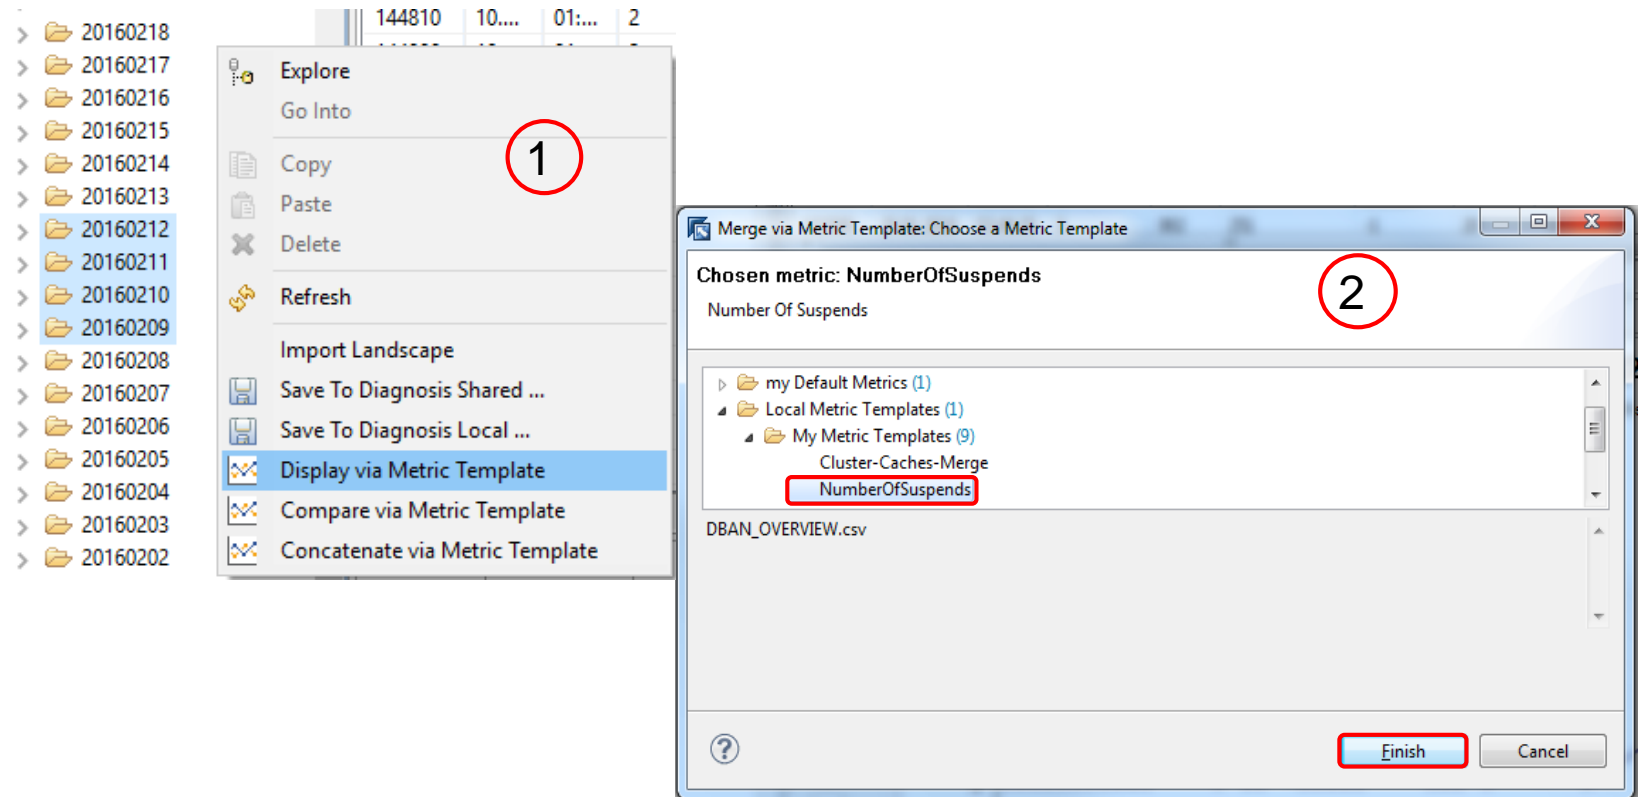 20160218
20160217
20160216
20160215
20160214
20160213
20160212
20160211
20160210
20160209
20160208
20160207
20160206
20160205
20160204
20160203
20160202
144810 10.... 01:... 2
Explore
Go Into
1
Copy
Paste
Delete
Refresh
Import Landscape
Save To Diagnosis Shared ...
Save To Diagnosis Local ...
Display via Metric Template
Compare via Metric Template
Concatenate via Metric Template
Merge via Metric Template: Choose a Metric Template
Chosen metric: NumberOfSuspends
2
Number Of Suspends
my Default Metrics (1)
Local Metric Templates (1)
My Metric Templates (9)
Cluster-Caches-Merge
NumberOfSuspends
DBAN_OVERVIEW.csv
Finish Cancel